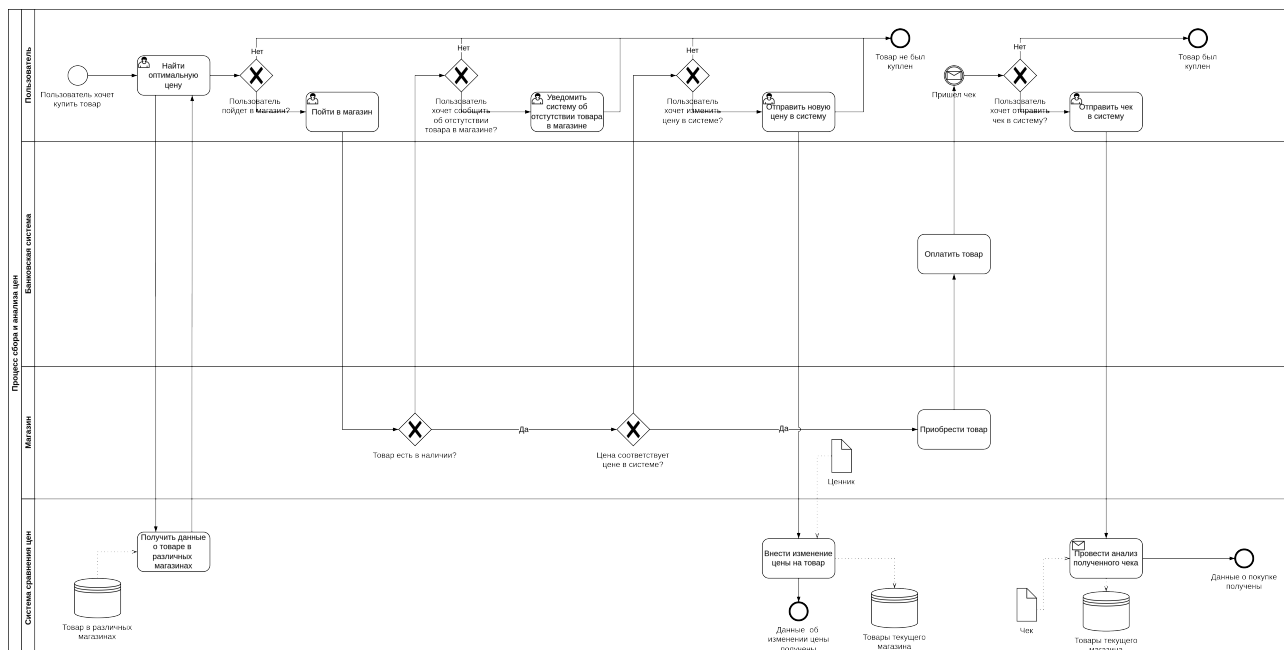 Процесс сбора и анализа цен
Пользователь
Пользователь хочет
купить товар
Найти
оптимальную
цену
Нет
Пользователь
пойдет в магазин?
Пойти в магазин
Нет
Пользователь
хочет сообщить
об отстутствии
товара в магазине?
Уведомить
систему об
отстутствии товара
в магазине
Нет
Пользователь
хочет изменить
цену в системе?
Отправить новую
цену в систему
Товар не был
куплен
Пришел чек
Нет
Пользователь
хочет отправить
чек в систему?
Отправить чек
в систему
Товар был
куплен
Банковская система
Оплатить товар
Магазин
Товар есть в наличии?
Да
Цена соответствует
цене в системе?
Да
Приобрести товар
Ценник
Система сравнения цен
Получить данные
о товаре в
различных
магазинах
Товар в различных
магазинах
Внести изменение
цены на товар
Данные об
изменении цены
получены
Товары текущего
магазина
Чек
Провести анализ
полученного чека
Товары текущего
магазина
Данные о покупке
получены